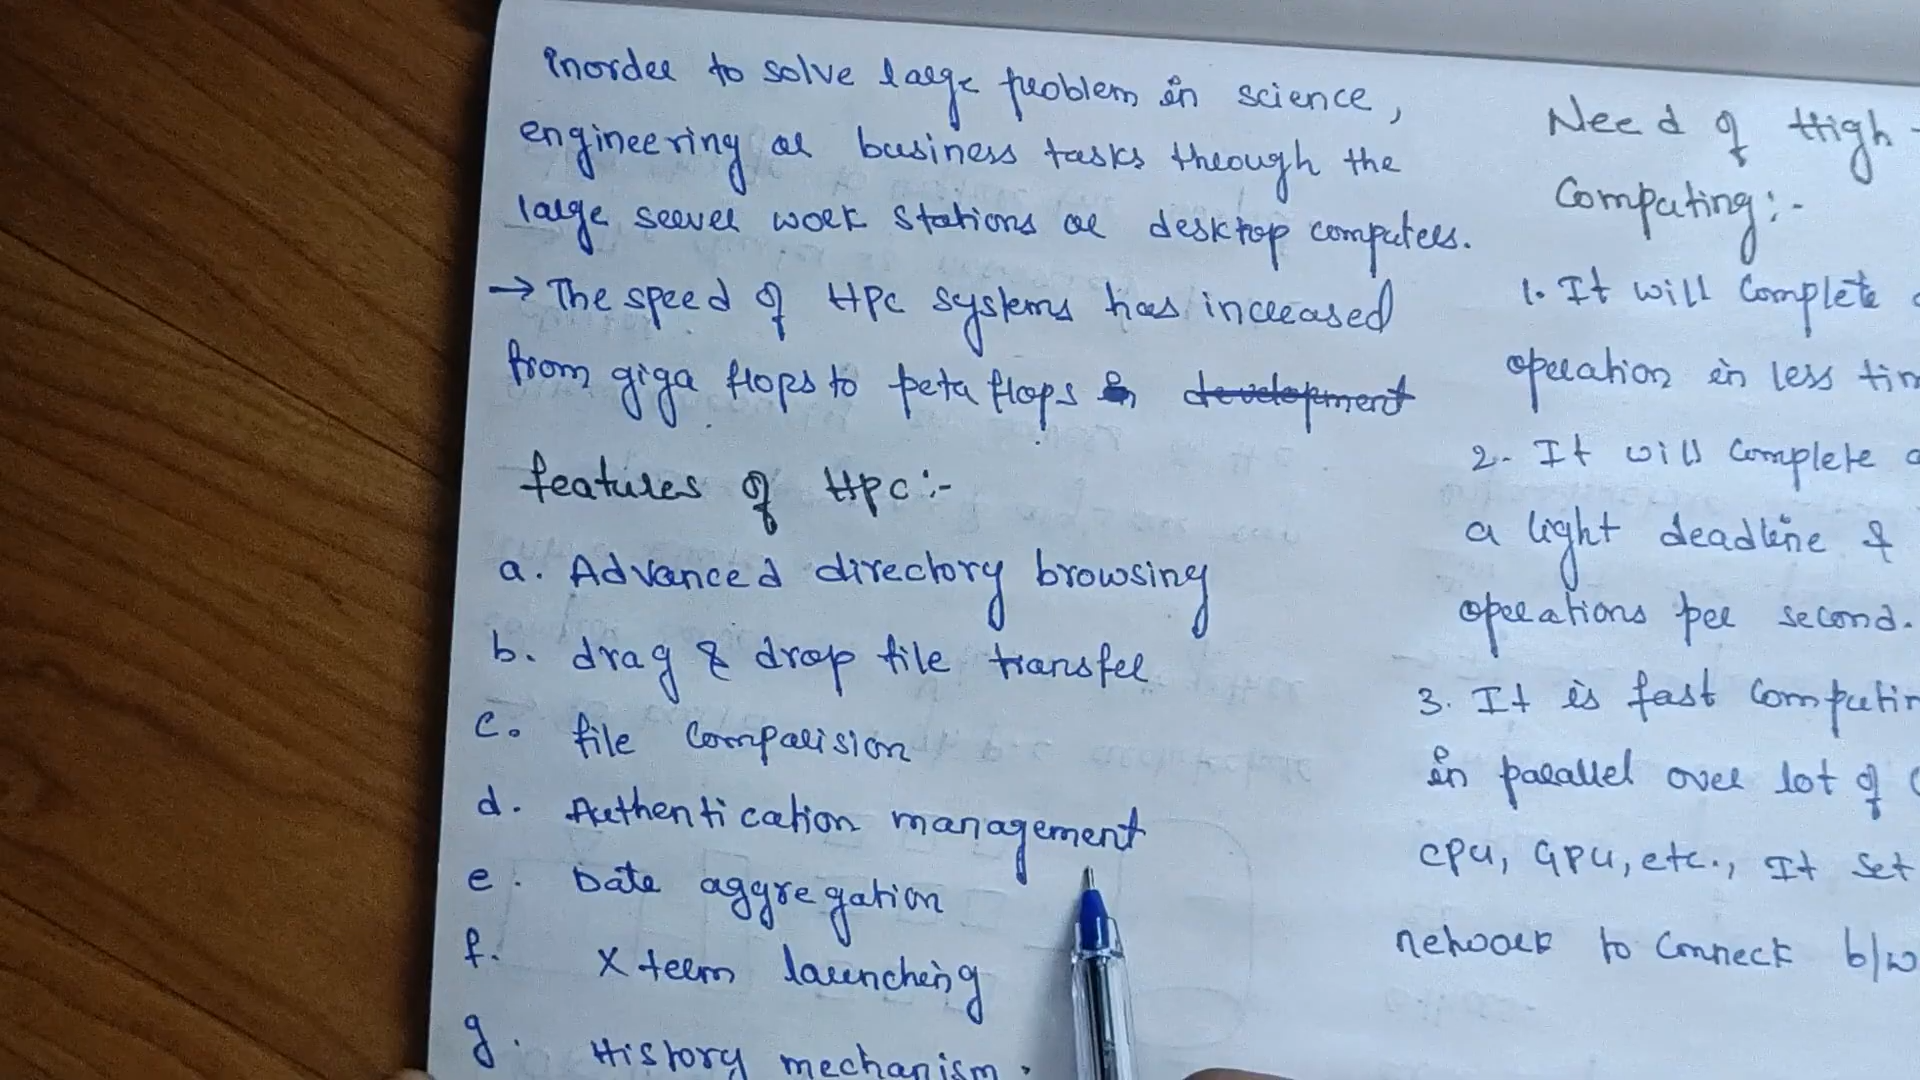 inorder to solve large problem in science,
engineering or business tasks through the
large server work stations or desktop computers.
→ The speed of HPC systems has increased
from giga flops to peta flops in development
features of HPC :-
a. Advanced directory browsing
b. drag & drop file transfer
c. file comparision
d. Authentication management
e. Date aggregation
f. X term launching
g. History mechanism.
Need of High
Computing :-
1. It will complete
operation in less
2. It will complete
a light deadline &
operations per second.
3. It is fast
in parallel over lot of
CPU, GPU, etc., It set
network to connect b/w